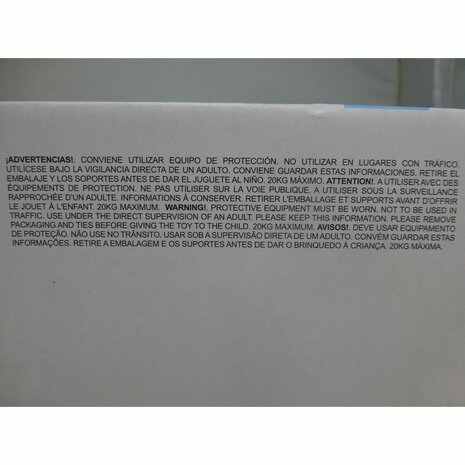 ¡ADVERTENCIAS!. CONVIENE UTILIZAR EQUIPO DE PROTECCIÓN. NO UTILIZAR EN LUGARES CON TRÁFICO.
UTILÍCESE BAJO LA VIGILANCIA DIRECTA DE UN ADULTO. CONVIENE GUARDAR ESTAS INFORMACIONES. RETIRE EL
EMBALAJE Y LOS SOPORTES ANTES DE DAR EL JUGUETE AL NIÑO. 20KG MÁXIMO. ATTENTION!. A UTILISER AVEC DES
ÉQUIPEMENTS DE PROTECTION. NE PAS UTILISER SUR LA VOIE PUBLIQUE. A UTILISER SOUS LA SURVEILLANCE
RAPPROCHÉE D'UN ADULTE. INFORMATIONS À CONSERVER. RETIRER L'EMBALLAGE ET SUPPORTS AVANT D'OFFRIR
LE JOUET À L'ENFANT. 20KG MAXIMUM. WARNING!. PROTECTIVE EQUIPMENT MUST BE WORN. NOT TO BE USED IN
TRAFFIC. USE UNDER THE DIRECT SUPERVISION OF AN ADULT. PLEASE KEEP THIS INFORMATION. PLEASE REMOVE
PACKAGING AND TIES BEFORE GIVING THE TOY TO THE CHILD. 20KG MAXIMUM. AVISOS!. DEVE USAR EQUIPAMENTO
DE PROTEÇÃO. NÃO USE NO TRÂNSITO. USAR SOB A SUPERVISÃO DIRETA DE UM ADULTO. CONVÉM GUARDAR ESTAS
INFORMAÇÕES. RETIRE A EMBALAGEM E OS SUPORTES ANTES DE DAR O BRINQUEDO À CRIANÇA. 20KG MÁXIMA.